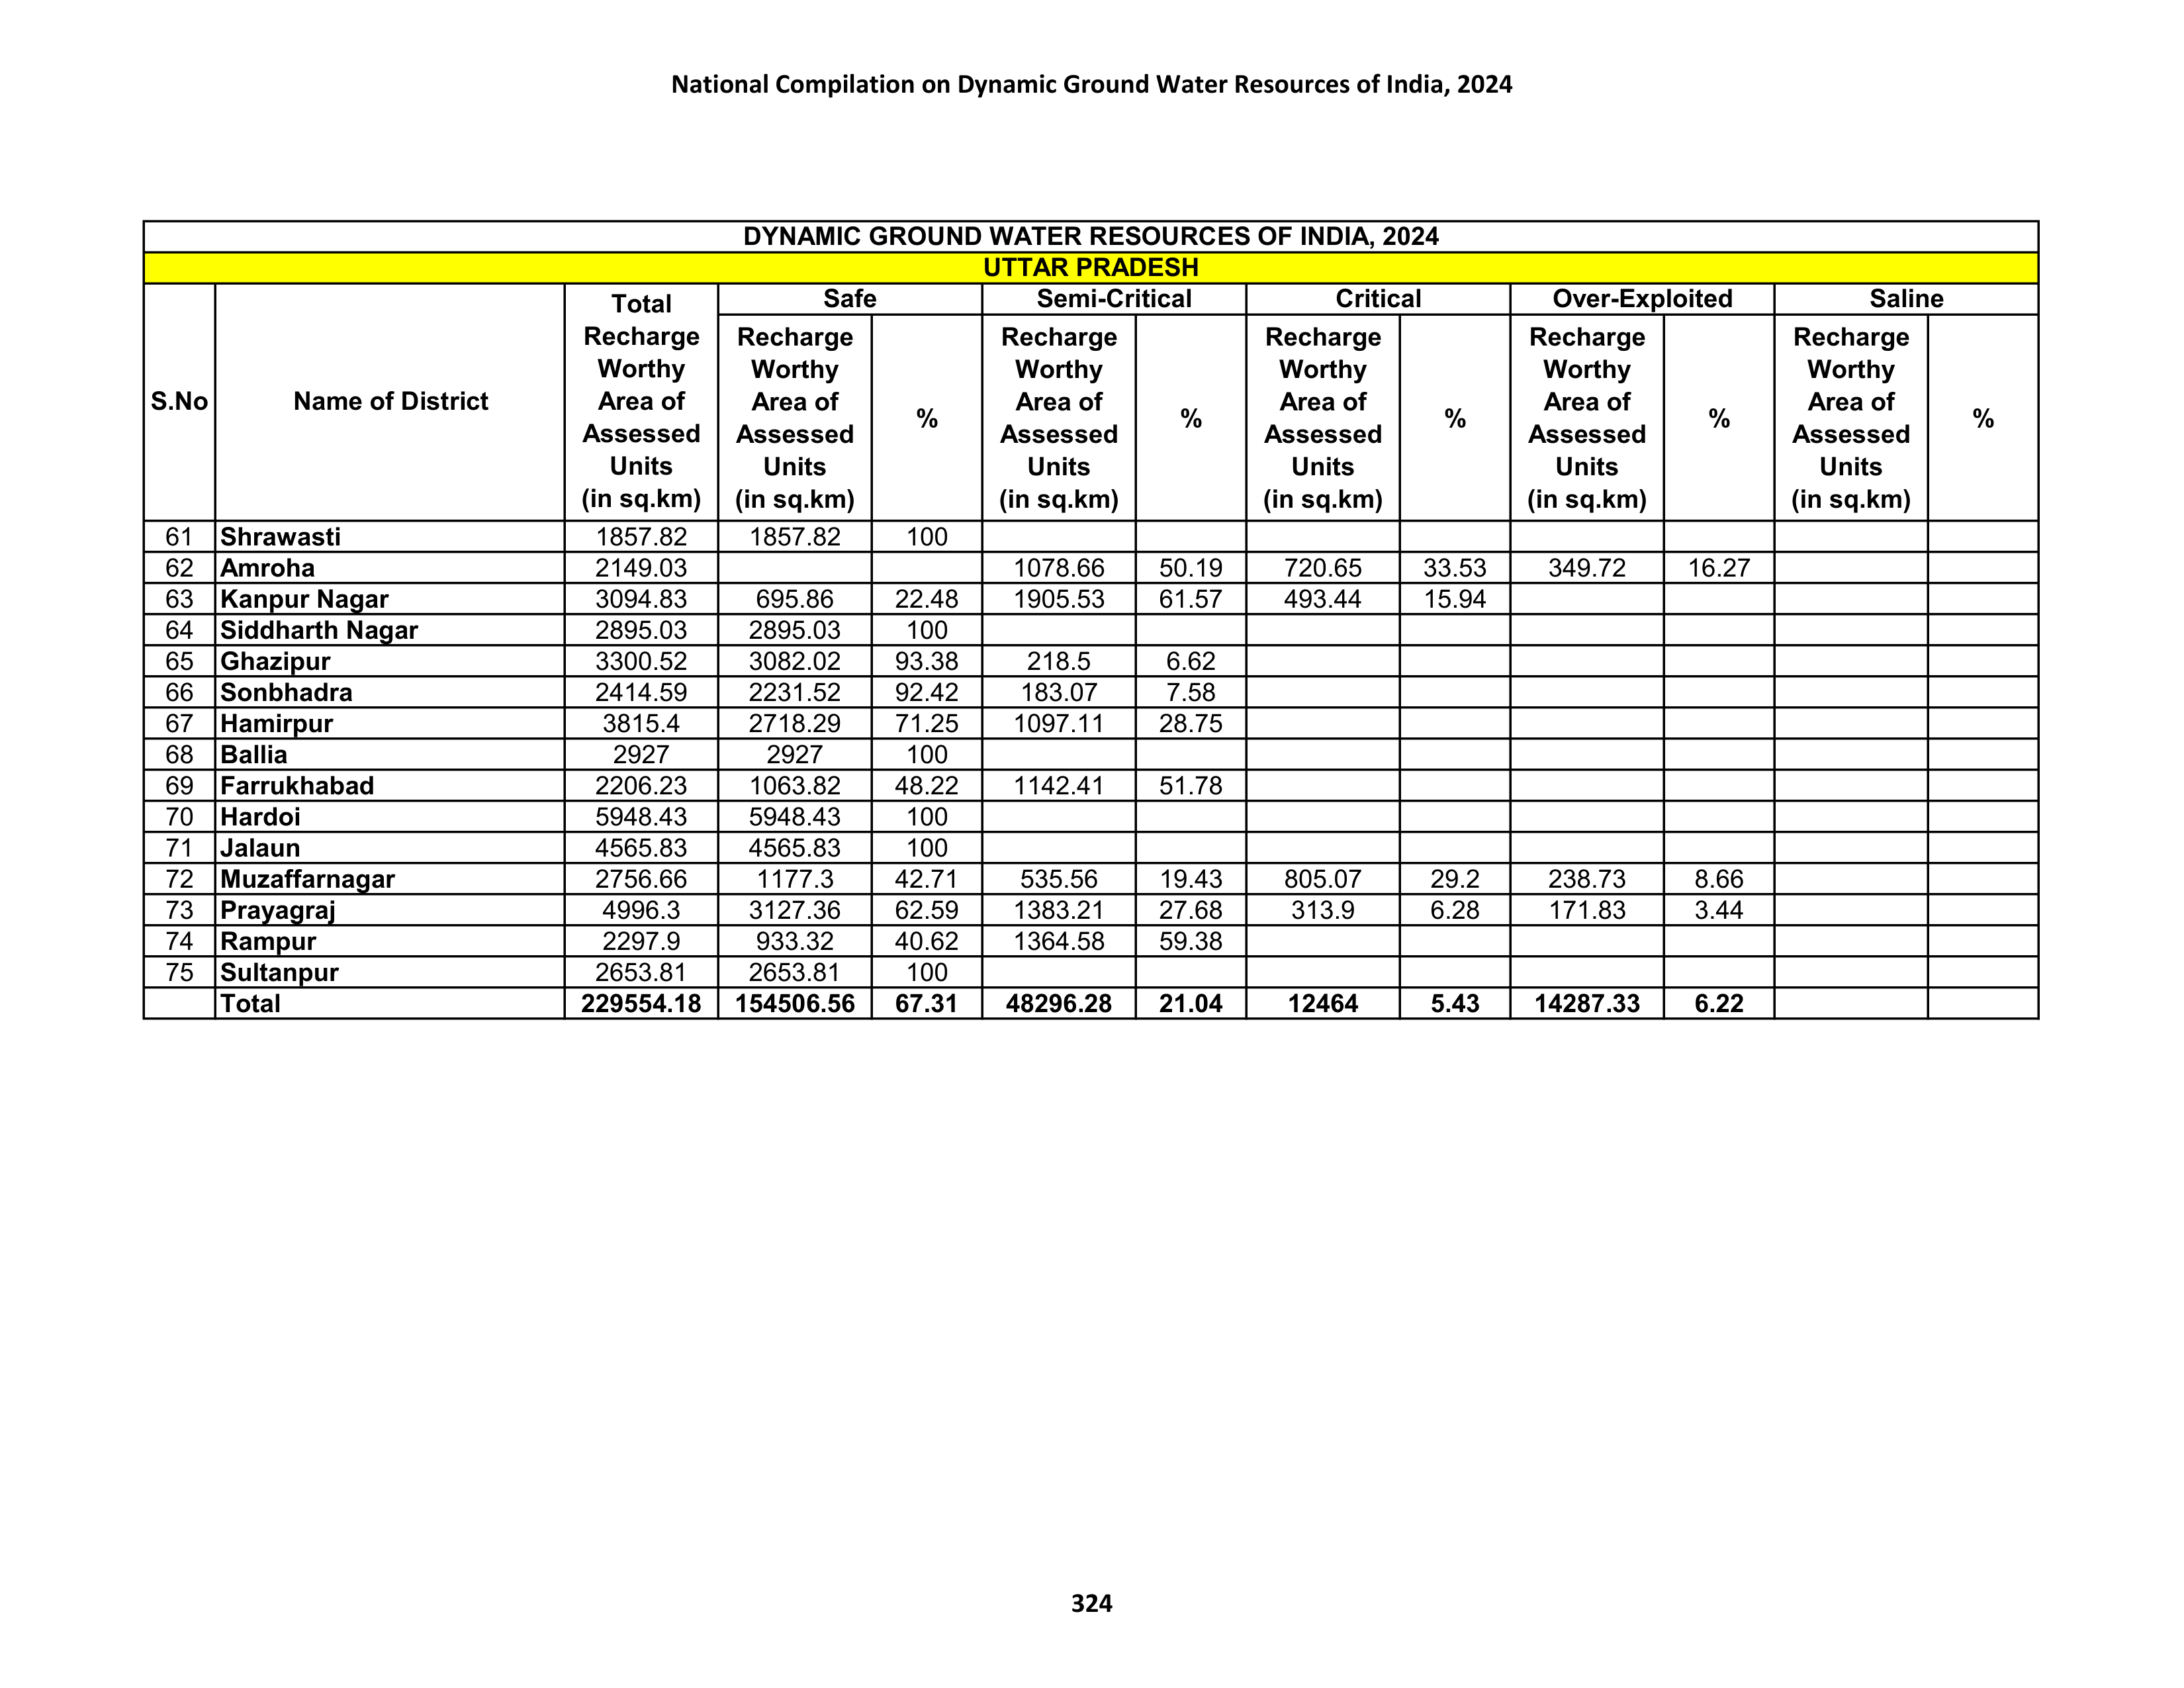 National Compilation on Dynamic Ground Water Resources of India, 2024
DYNAMIC GROUND WATER RESOURCES OF INDIA, 2024
UTTAR PRADESH
S.No Name of District Total Recharge Worthy Area of Assessed Units (in sq.km) Safe Semi-Critical Critical Over-Exploited Saline
Recharge Worthy Area of Assessed Units (in sq.km) % Recharge Worthy Area of Assessed Units (in sq.km) % Recharge Worthy Area of Assessed Units (in sq.km) % Recharge Worthy Area of Assessed Units (in sq.km) % Recharge Worthy Area of Assessed Units (in sq.km) %
61 Shrawasti 1857.82 1857.82 100
62 Amroha 2149.03 1078.66 50.19 720.65 33.53 349.72 16.27
63 Kanpur Nagar 3094.83 695.86 22.48 1905.53 61.57 493.44 15.94
64 Siddharth Nagar 2895.03 2895.03 100
65 Ghazipur 3300.52 3082.02 93.38 218.5 6.62
66 Sonbhadra 2414.59 2231.52 92.42 183.07 7.58
67 Hamirpur 3815.4 2718.29 71.25 1097.11 28.75
68 Ballia 2927 2927 100
69 Farrukhabad 2206.23 1063.82 48.22 1142.41 51.78
70 Hardoi 5948.43 5948.43 100
71 Jalaun 4565.83 4565.83 100
72 Muzaffarnagar 2756.66 1177.3 42.71 535.56 19.43 805.07 29.2 238.73 8.66
73 Prayagraj 4996.3 3127.36 62.59 1383.21 27.68 313.9 6.28 171.83 3.44
74 Rampur 2297.9 933.32 40.62 1364.58 59.38
75 Sultanpur 2653.81 2653.81 100
Total 229554.18 154506.56 67.31 48296.28 21.04 12464 5.43 14287.33 6.22
324